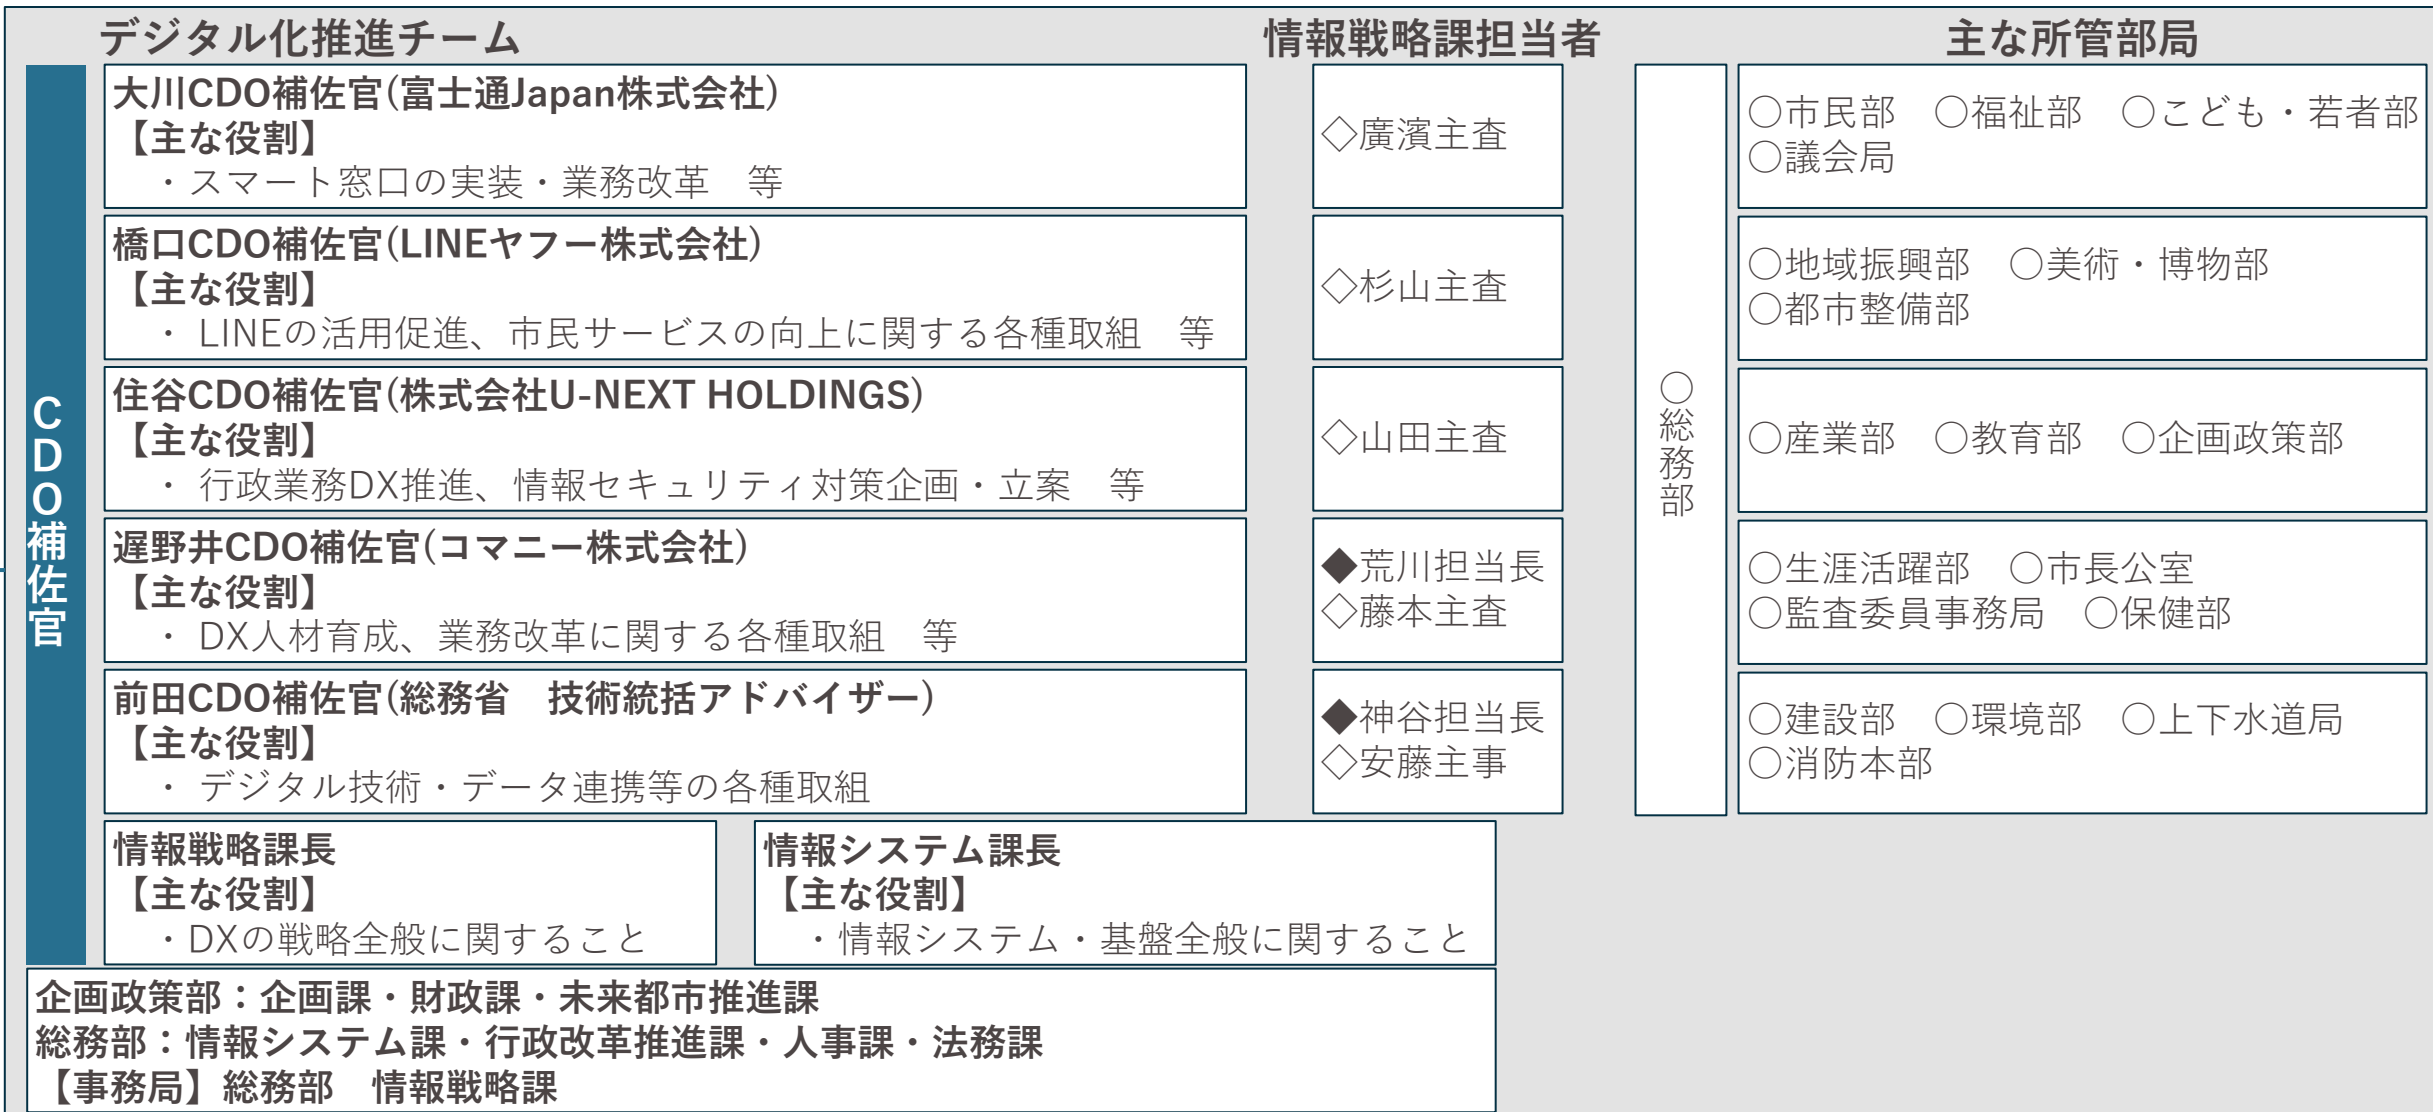 デジタル化推進チーム
情報戦略課担当者
主な所管部局
CDO補佐官
大川CDO補佐官(富士通Japan株式会社)
【主な役割】
・スマート窓口の実装・業務改革　等
◇廣濱主査
○市民部　○福祉部　○こども・若者部
○議会局
橋口CDO補佐官(LINEヤフー株式会社)
【主な役割】
・ LINEの活用促進、市民サービスの向上に関する各種取組　等
◇杉山主査
○地域振興部　○美術・博物部
○都市整備部
住谷CDO補佐官(株式会社U-NEXT HOLDINGS)
【主な役割】
・ 行政業務DX推進、情報セキュリティ対策企画・立案　等
◇山田主査
○総務部
○産業部　○教育部　○企画政策部
遅野井CDO補佐官(コマニー株式会社)
【主な役割】
・ DX人材育成、業務改革に関する各種取組　等
◆荒川担当長
◇藤本主査
○生涯活躍部　○市長公室
○監査委員事務局　○保健部
前田CDO補佐官(総務省　技術統括アドバイザー)
【主な役割】
・ デジタル技術・データ連携等の各種取組
◆神谷担当長
◇安藤主事
○建設部　○環境部　○上下水道局
○消防本部
情報戦略課長
【主な役割】
・DXの戦略全般に関すること
情報システム課長
【主な役割】
・情報システム・基盤全般に関すること
企画政策部：企画課・財政課・未来都市推進課
総務部：情報システム課・行政改革推進課・人事課・法務課
【事務局】総務部　情報戦略課